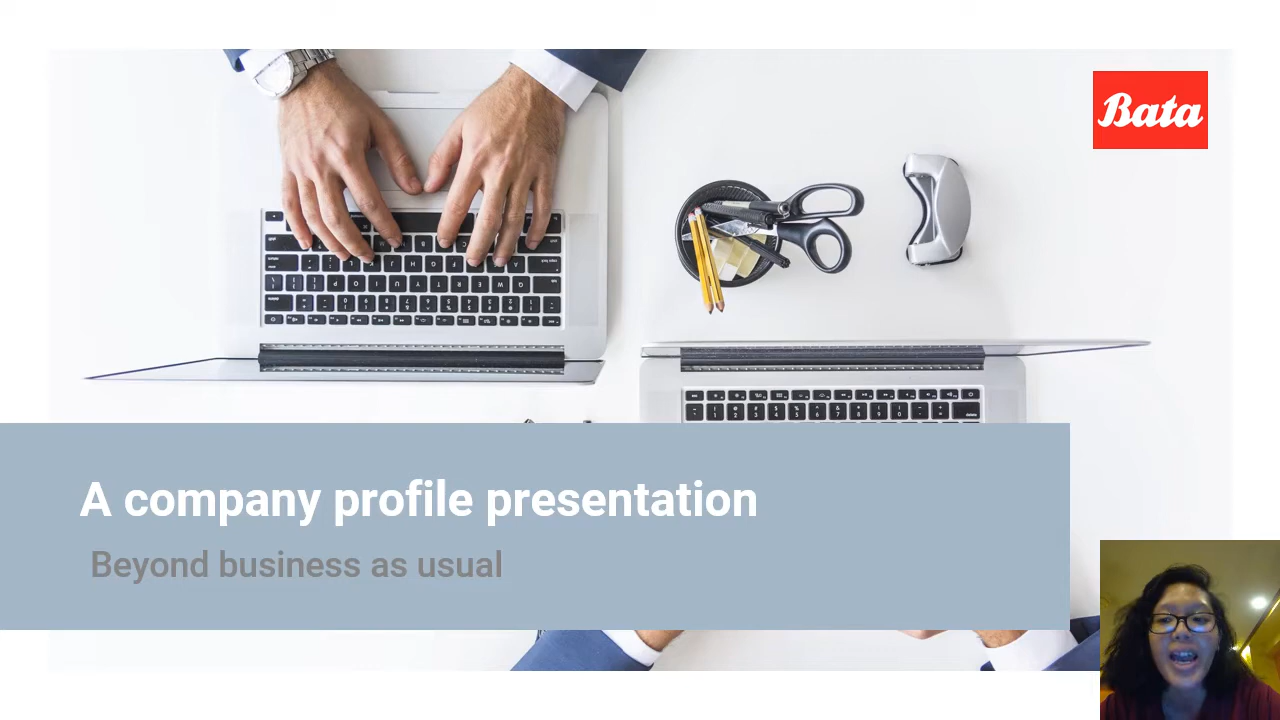 Bata
A company profile presentation
Beyond business as usual